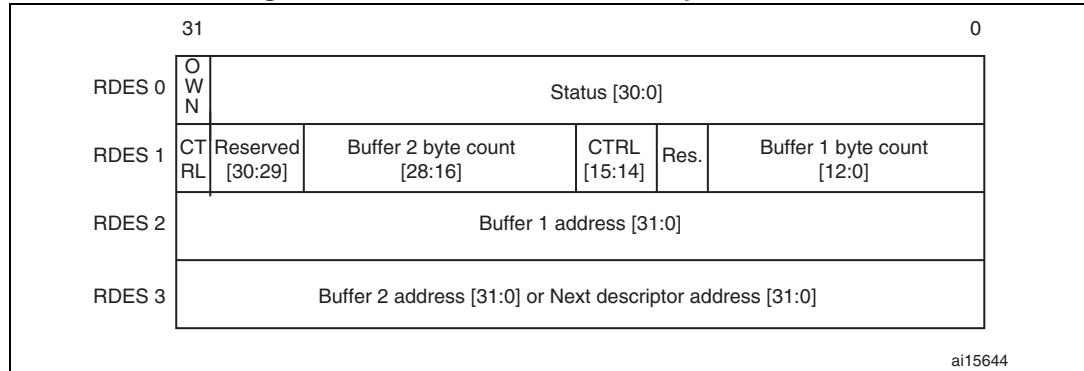 31 0
RDES 0
O
W
N
Status [30:0]
RDES 1
CT
RL
Reserved
[30:29]
Buffer 2 byte count
[28:16]
CTRL
[15:14]
Res.
Buffer 1 byte count
[12:0]
RDES 2
Buffer 1 address [31:0]
RDES 3
Buffer 2 address [31:0] or Next descriptor address [31:0]
ai15644